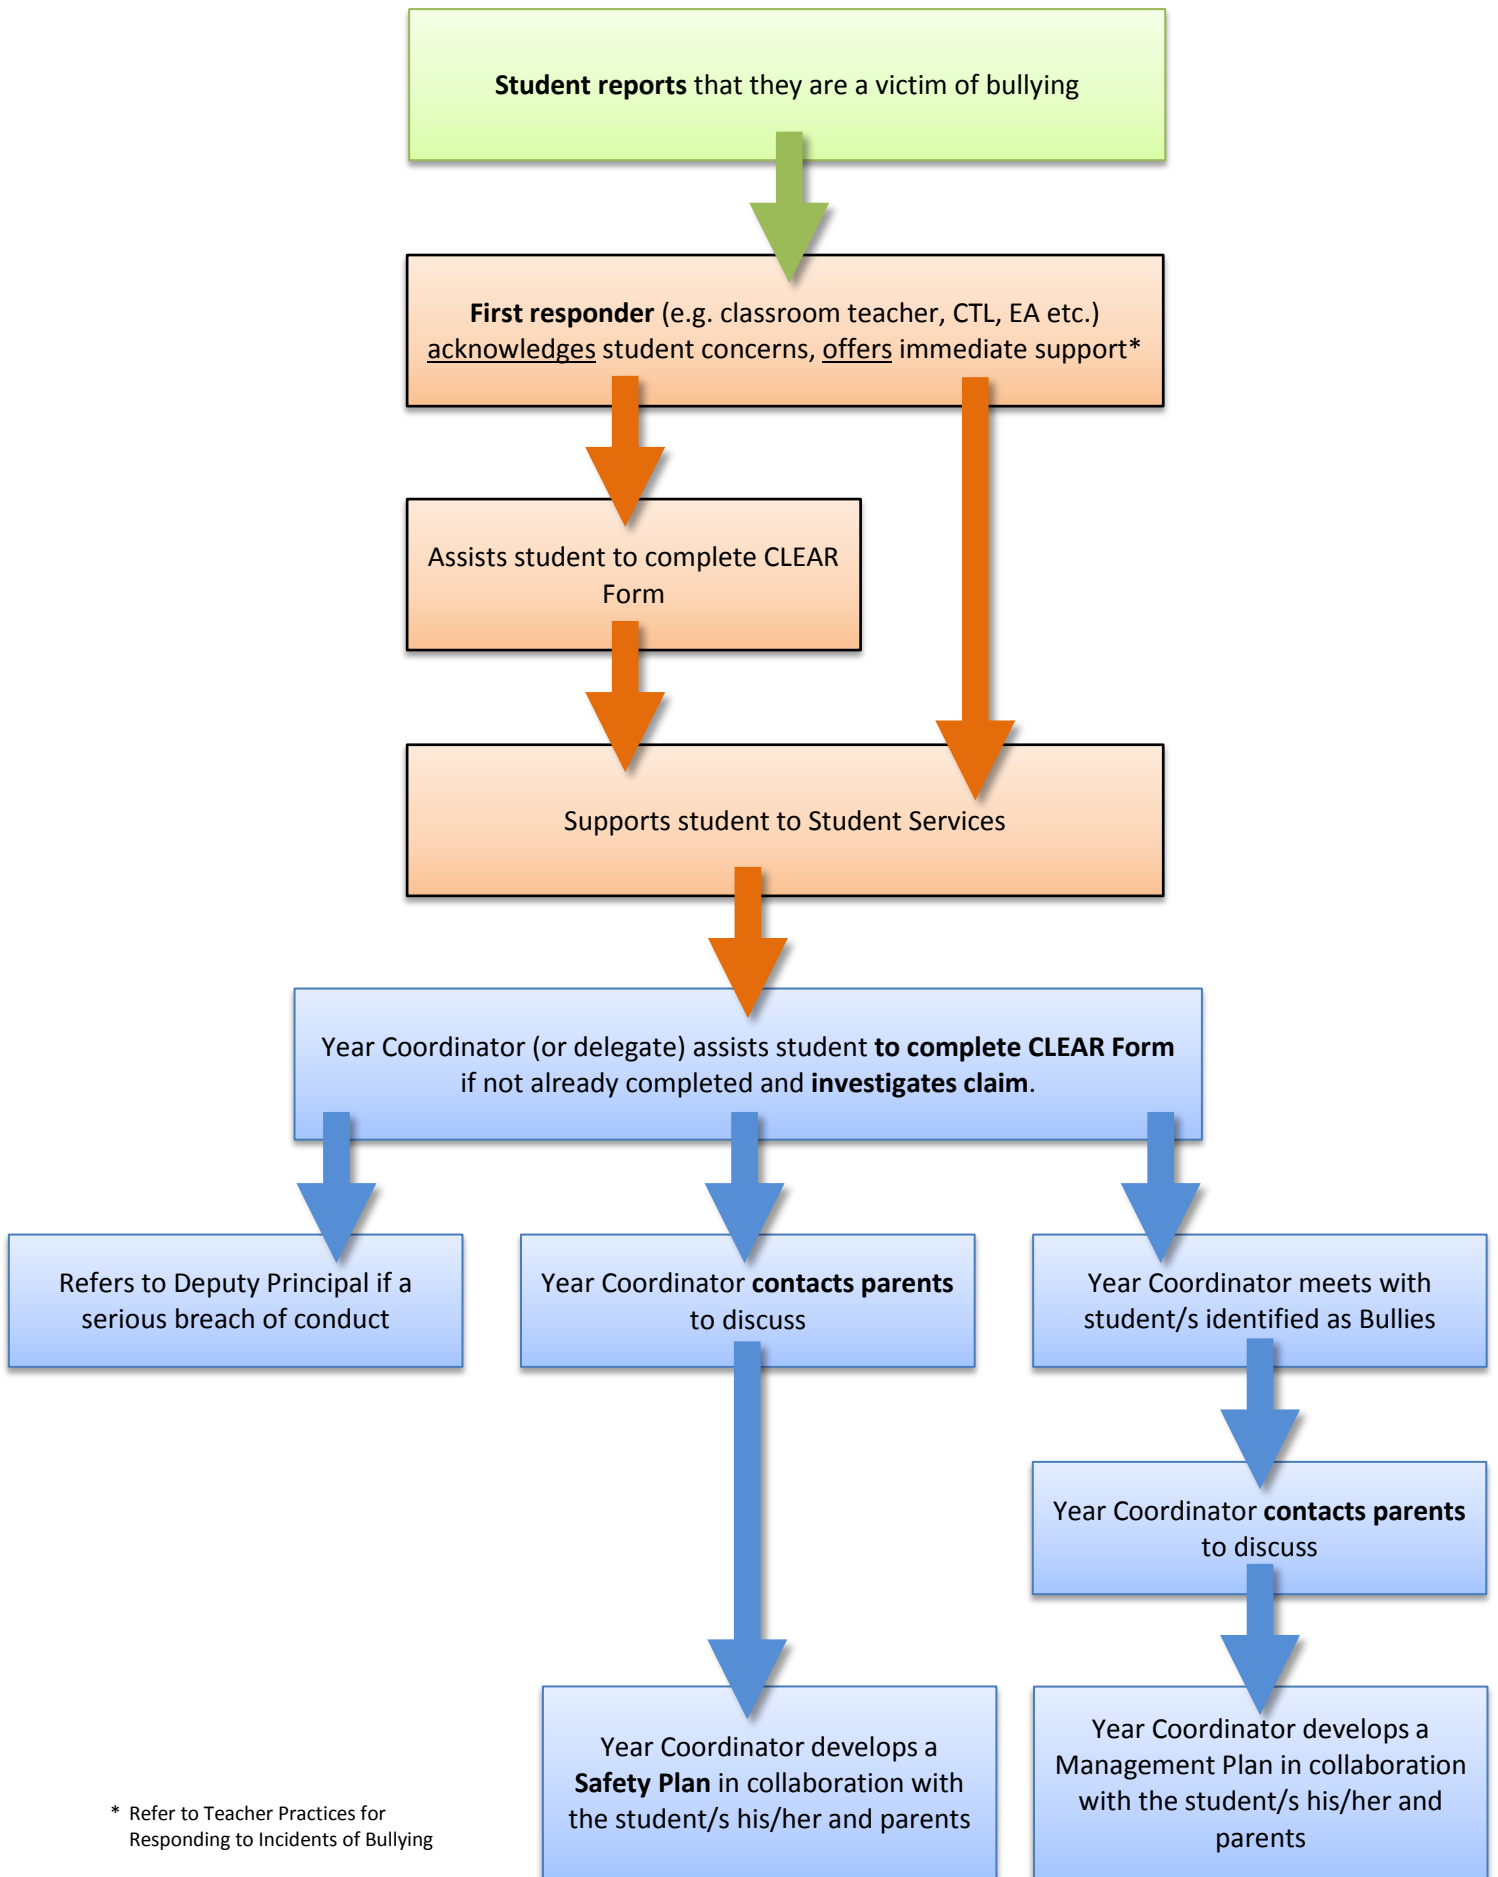 Student reports that they are a victim of bullying
First responder (e.g. classroom teacher, CTL, EA etc.)
acknowledges student concerns, offers immediate support*
Assists student to complete CLEAR
Form
Supports student to Student Services
Year Coordinator (or delegate) assists student to complete CLEAR Form
if not already completed and investigates claim.
Refers to Deputy Principal if a
serious breach of conduct
Year Coordinator contacts parents
to discuss
Year Coordinator meets with
student/s identified as Bullies
Year Coordinator contacts parents
to discuss
Year Coordinator develops a
Safety Plan in collaboration with
the student/s his/her and parents
Year Coordinator develops a
Management Plan in collaboration
with the student/s his/her and
parents
* Refer to Teacher Practices for
Responding to Incidents of Bullying